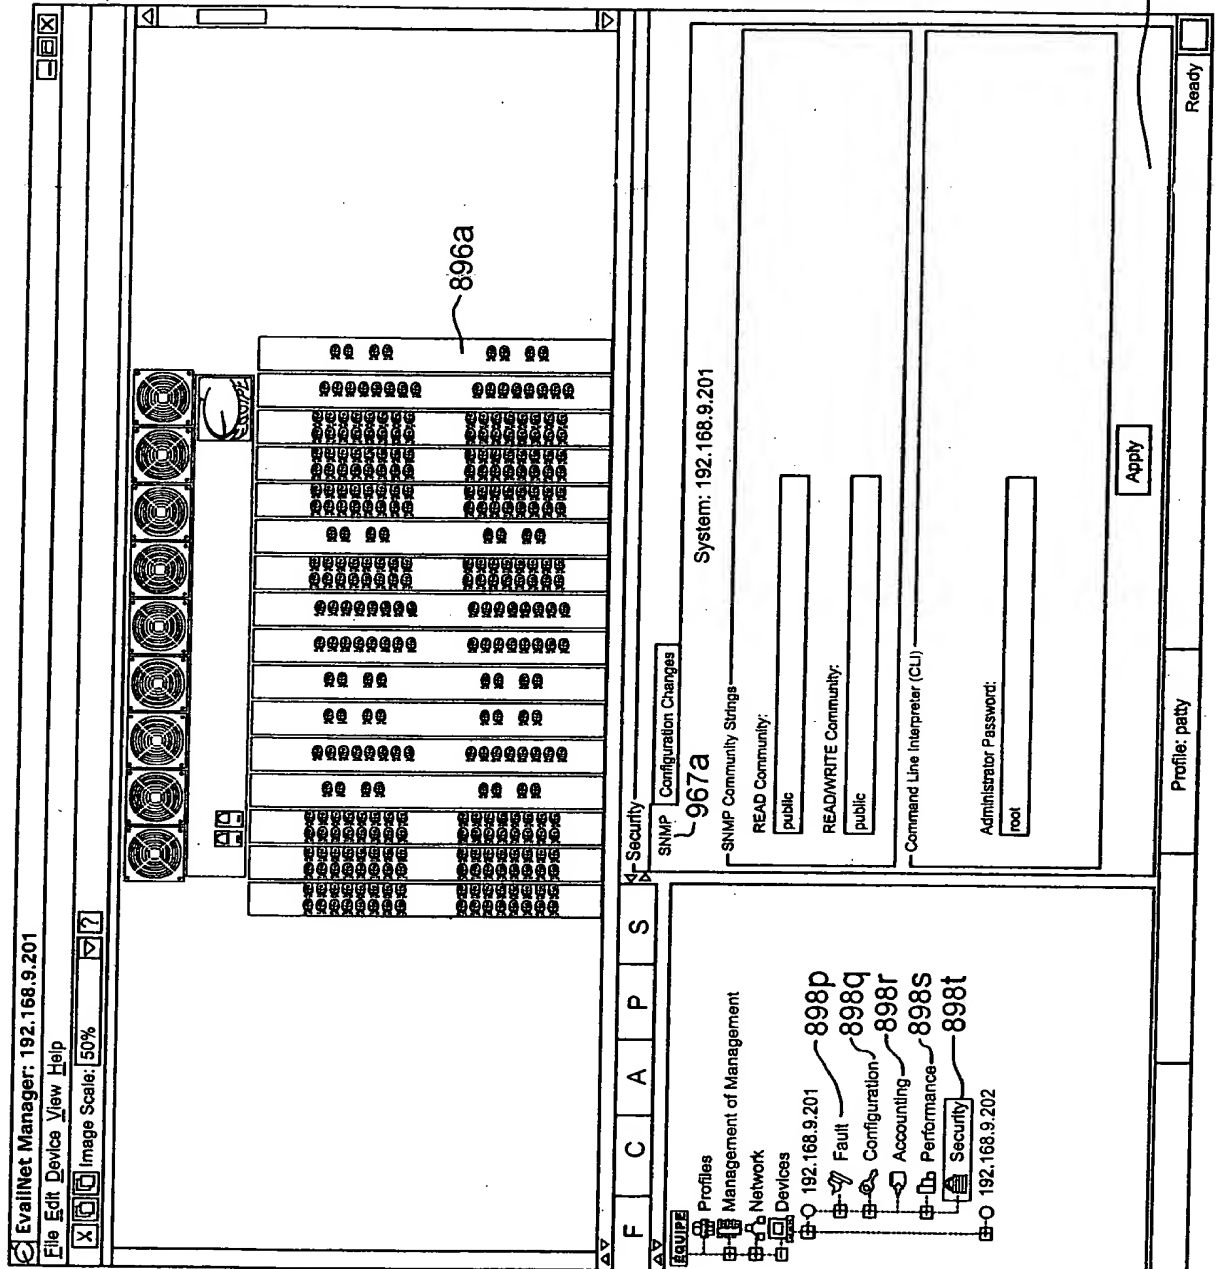 EvailNet Manager: 192.168.9.201
File Edit Device View Help
Image Scale: 50%
?
896a
F C A P S
EQUIPE
Profiles
Management of Management
Network
Devices
192.168.9.201
Fault
898p
Configuration
898q
Accounting
898r
Performance
898s
Security
898t
192.168.9.202
Security
SNMP
Configuration Changes
967a
System: 192.168.9.201
SNMP Community Strings
READ Community:
public
READ/WRITE Community:
public
Command Line Interpreter (CLI)
Administrator Password:
root
Apply
Profile: patty
Ready